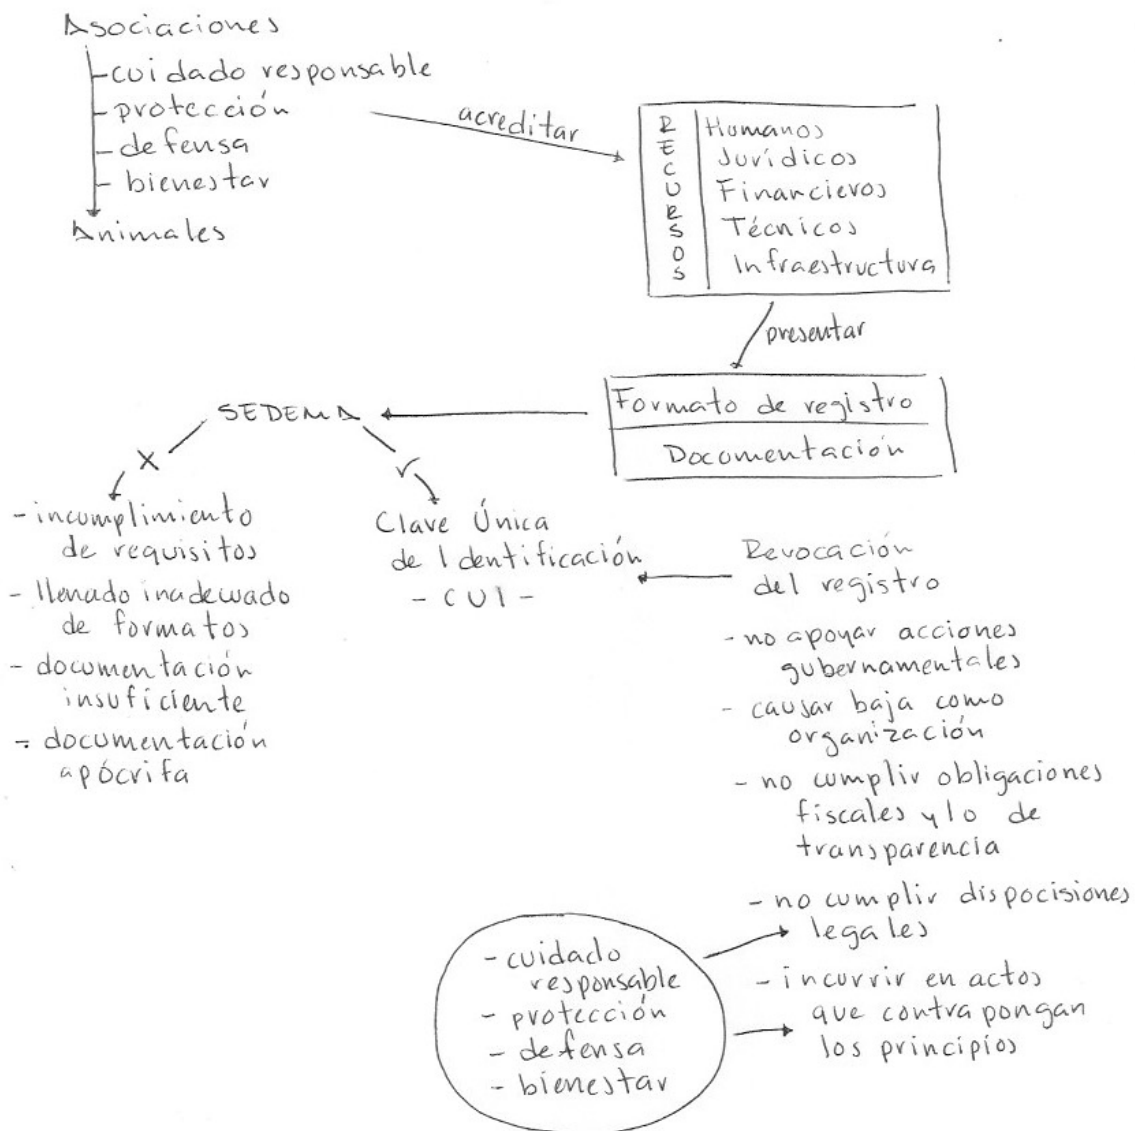 Asociaciones
-cuidado responsable
-protección
-defensa
-bienestar
Animales
acreditar
RECURSOS
Humanos
Jurídicos
Financieros
Técnicos
Infraestructura
presentar
Formato de registro
Documentación
SEDEMA
X
✓
-incumplimiento
de requisitos
- llenado inadecuado
de formatos
- documentación
insuficiente
- documentación
apócrifa
Clave Única
de Identificación
- CUI -
Revocación
del registro
- no apoyar acciones
gubernamentales
- causar baja como
organización
- no cumplir obligaciones
fiscales y/o de
transparencia
- no cumplir dispocisiones
legales
- incurrir en actos
que contrapongan
los principios
- cuidado
responsable
- protección
- defensa
- bienestar